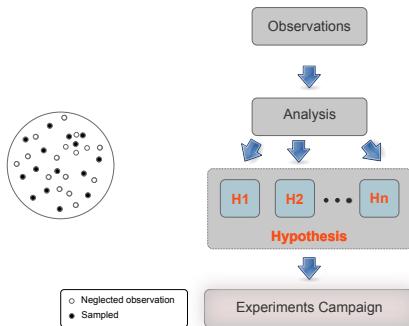 Observations
Analysis
H1 H2 Hn
Hypothesis
Neglected observation
Sampled
Experiments Campaign